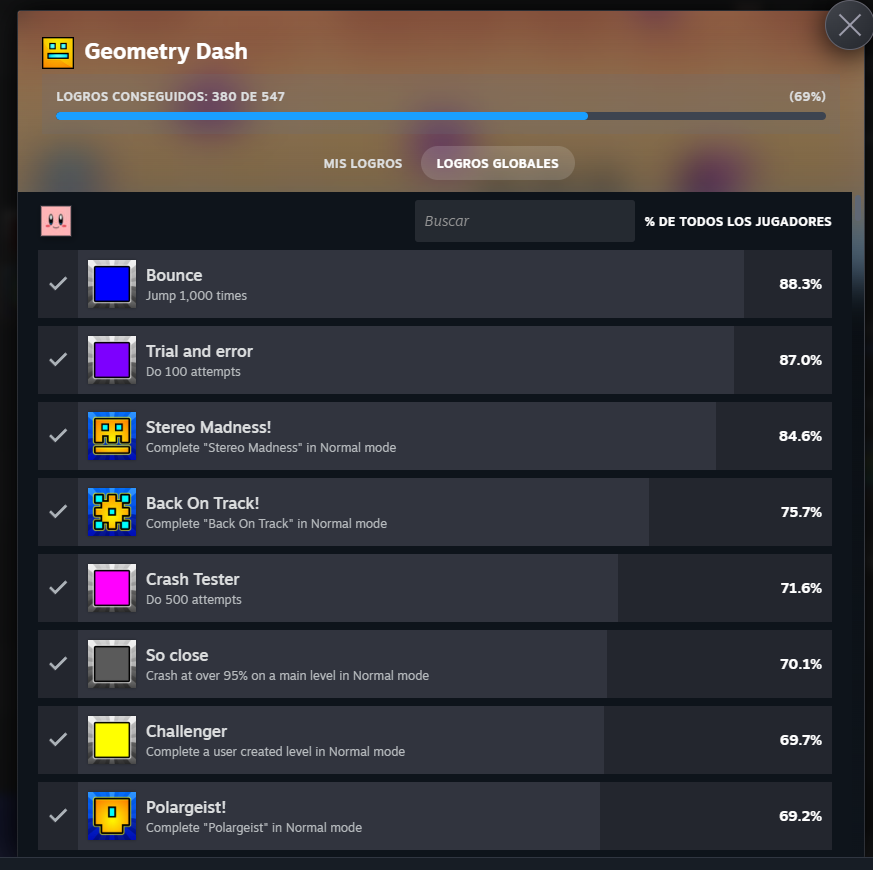 Geometry Dash
LOGROS CONSEGUIDOS: 380 DE 547 (69%)
MIS LOGROS LOGROS GLOBALES
Buscar % DE TODOS LOS JUGADORES
Bounce
Jump 1,000 times
88.3%
Trial and error
Do 100 attempts
87.0%
Stereo Madness!
Complete "Stereo Madness" in Normal mode
84.6%
Back On Track!
Complete "Back On Track" in Normal mode
75.7%
Crash Tester
Do 500 attempts
71.6%
So close
Crash at over 95% on a main level in Normal mode
70.1%
Challenger
Complete a user created level in Normal mode
69.7%
Polargeist!
Complete "Polargeist" in Normal mode
69.2%